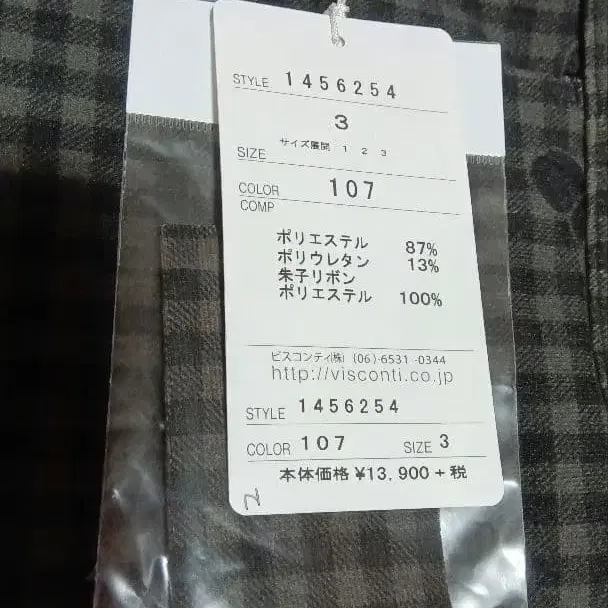 STYLE 1456254
3
サイズ展開 1 2 3
SIZE
COLOR 107
COMP
ポリエステル 87%
ポリウレタン 13%
朱子リボン
ポリエステル 100%
ビスコンティ(株) (06)-6531-0344
http://visconti.co.jp
STYLE 1456254
COLOR 107 SIZE 3
本体価格 ¥13,900+税
N